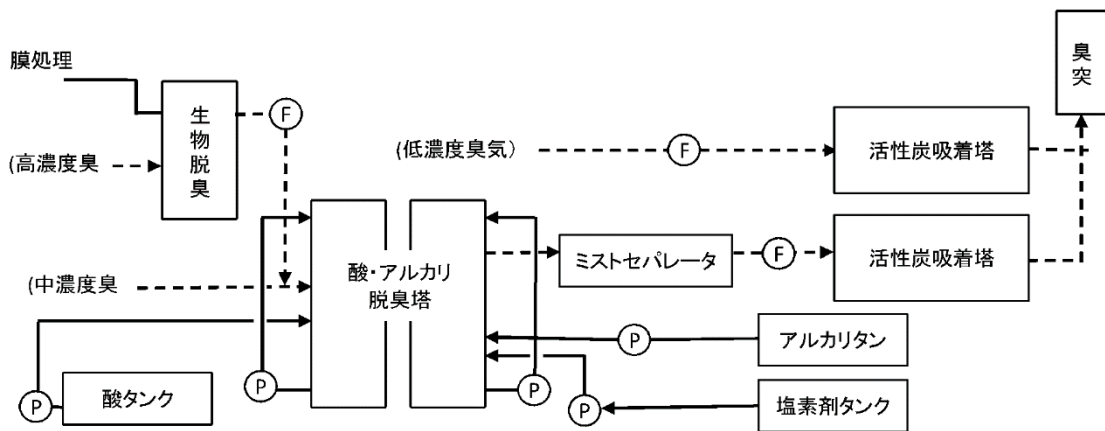 膜処理
生物脱臭
F
(高濃度臭
(低濃度臭気)
F
活性炭吸着塔
臭突
(中濃度臭
酸・アルカリ
脱臭塔
ミストセパレータ
F
活性炭吸着塔
P
酸タンク
P
P
P
アルカリタン
P
塩素剤タンク